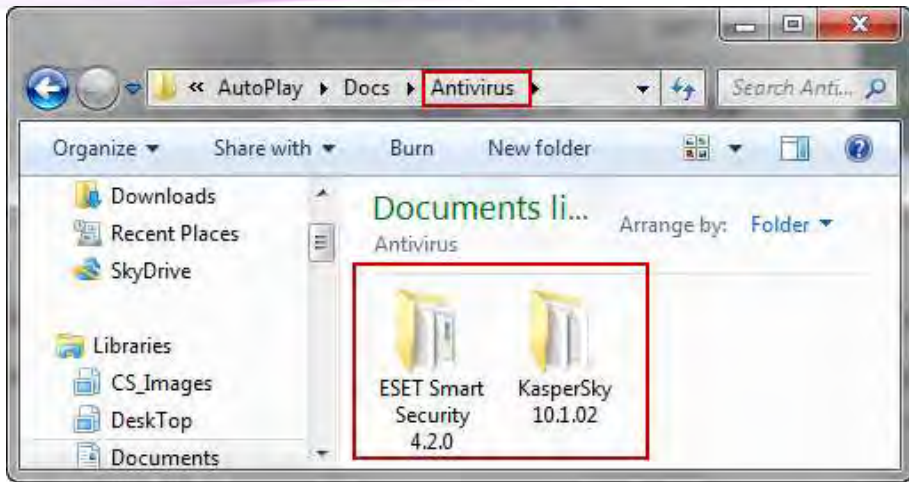 « AutoPlay ▸ Docs ▸ Antivirus ▸ Search Anti...
Organize Share with Burn New folder
Downloads
Recent Places
SkyDrive
Libraries
CS_Images
DeskTop
Documents
Documents li...
Antivirus
Arrange by: Folder
ESET Smart
Security
4.2.0
KasperSky
10.1.02